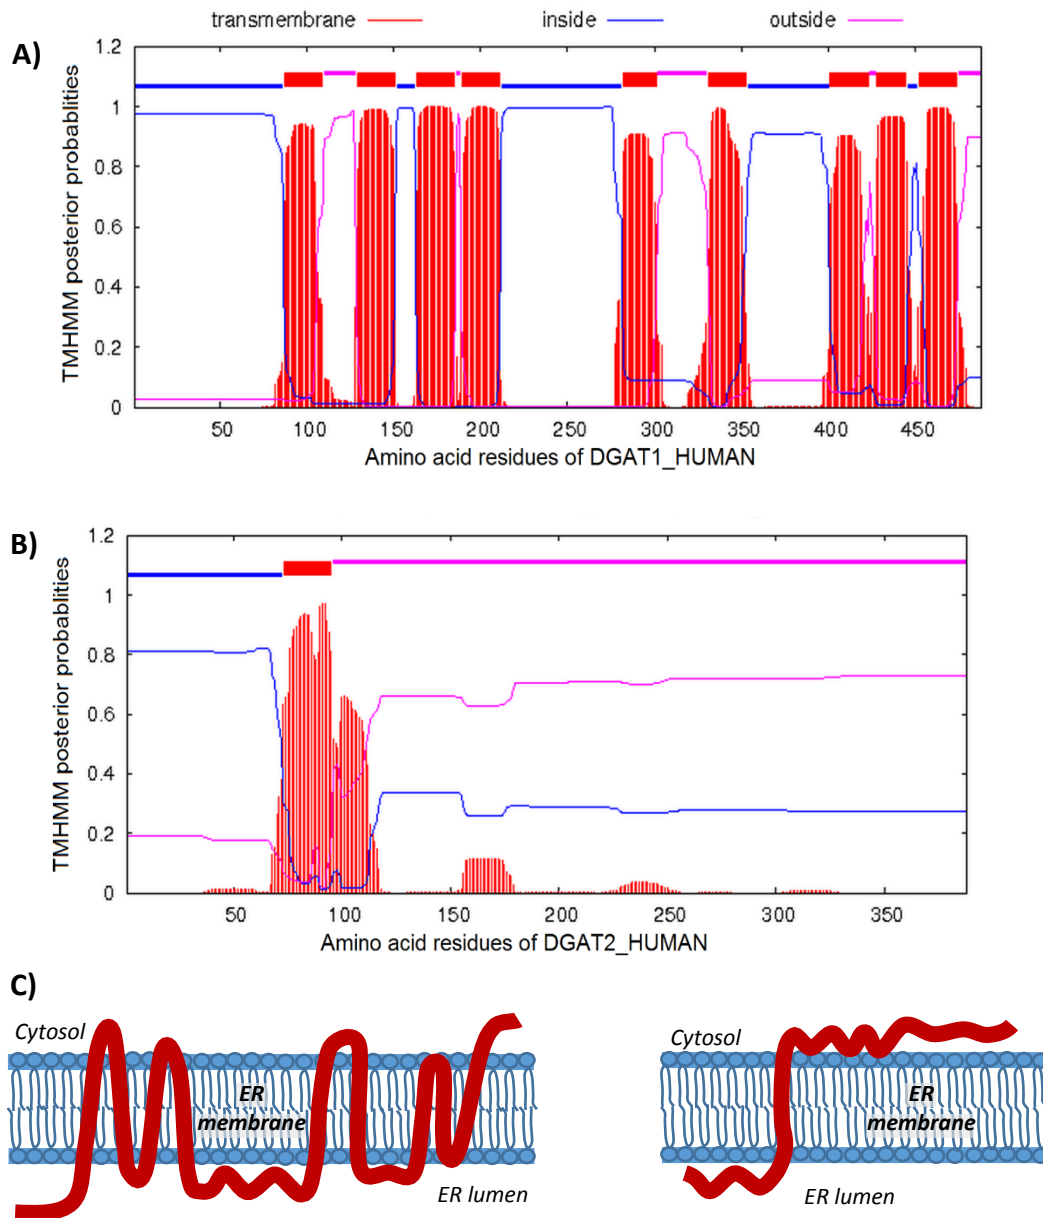 transmembrane inside outside
A)
TMHMM posterior probablities
1.2
1
0.8
0.6
0.4
0.2
0
50 100 150 200 250 300 350 400 450
Amino acid residues of DGAT1_HUMAN
B)
TMHMM posterior probablities
1.2
1
0.8
0.6
0.4
0.2
0
50 100 150 200 250 300 350
Amino acid residues of DGAT2_HUMAN
C)
Cytosol
ER
membrane
ER lumen
Cytosol
ER
membrane
ER lumen